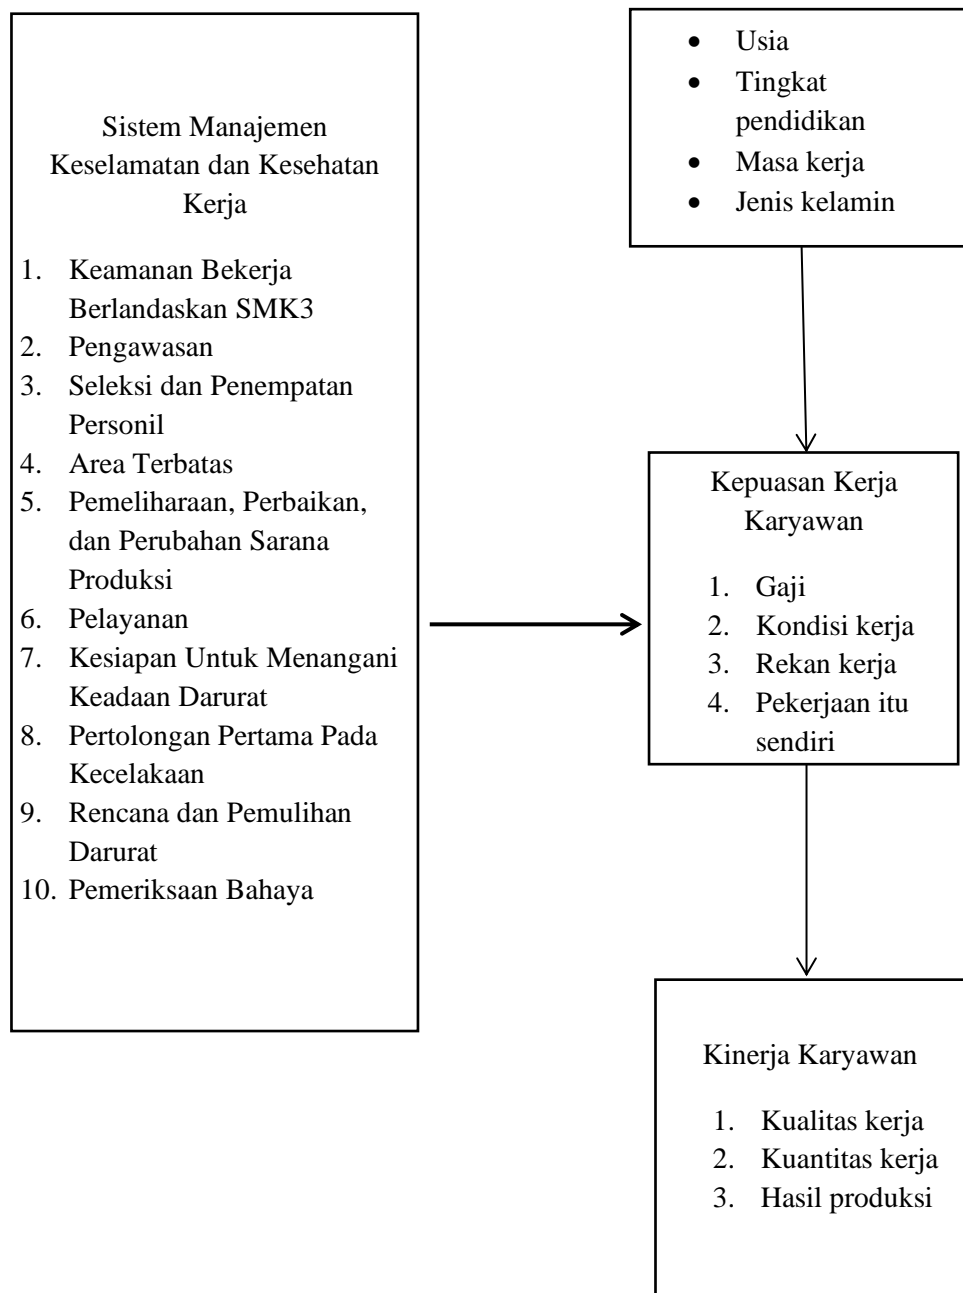 Sistem Manajemen
Keselamatan dan Kesehatan
Kerja
1. Keamanan Bekerja
Berlandaskan SMK3
2. Pengawasan
3. Seleksi dan Penempatan
Personil
4. Area Terbatas
5. Pemeliharaan, Perbaikan,
dan Perubahan Sarana
Produksi
6. Pelayanan
7. Kesiapan Untuk Menangani
Keadaan Darurat
8. Pertolongan Pertama Pada
Kecelakaan
9. Rencana dan Pemulihan
Darurat
10. Pemeriksaan Bahaya
• Usia
• Tingkat
pendidikan
• Masa kerja
• Jenis kelamin
Kepuasan Kerja
Karyawan
1. Gaji
2. Kondisi kerja
3. Rekan kerja
4. Pekerjaan itu
sendiri
Kinerja Karyawan
1. Kualitas kerja
2. Kuantitas kerja
3. Hasil produksi